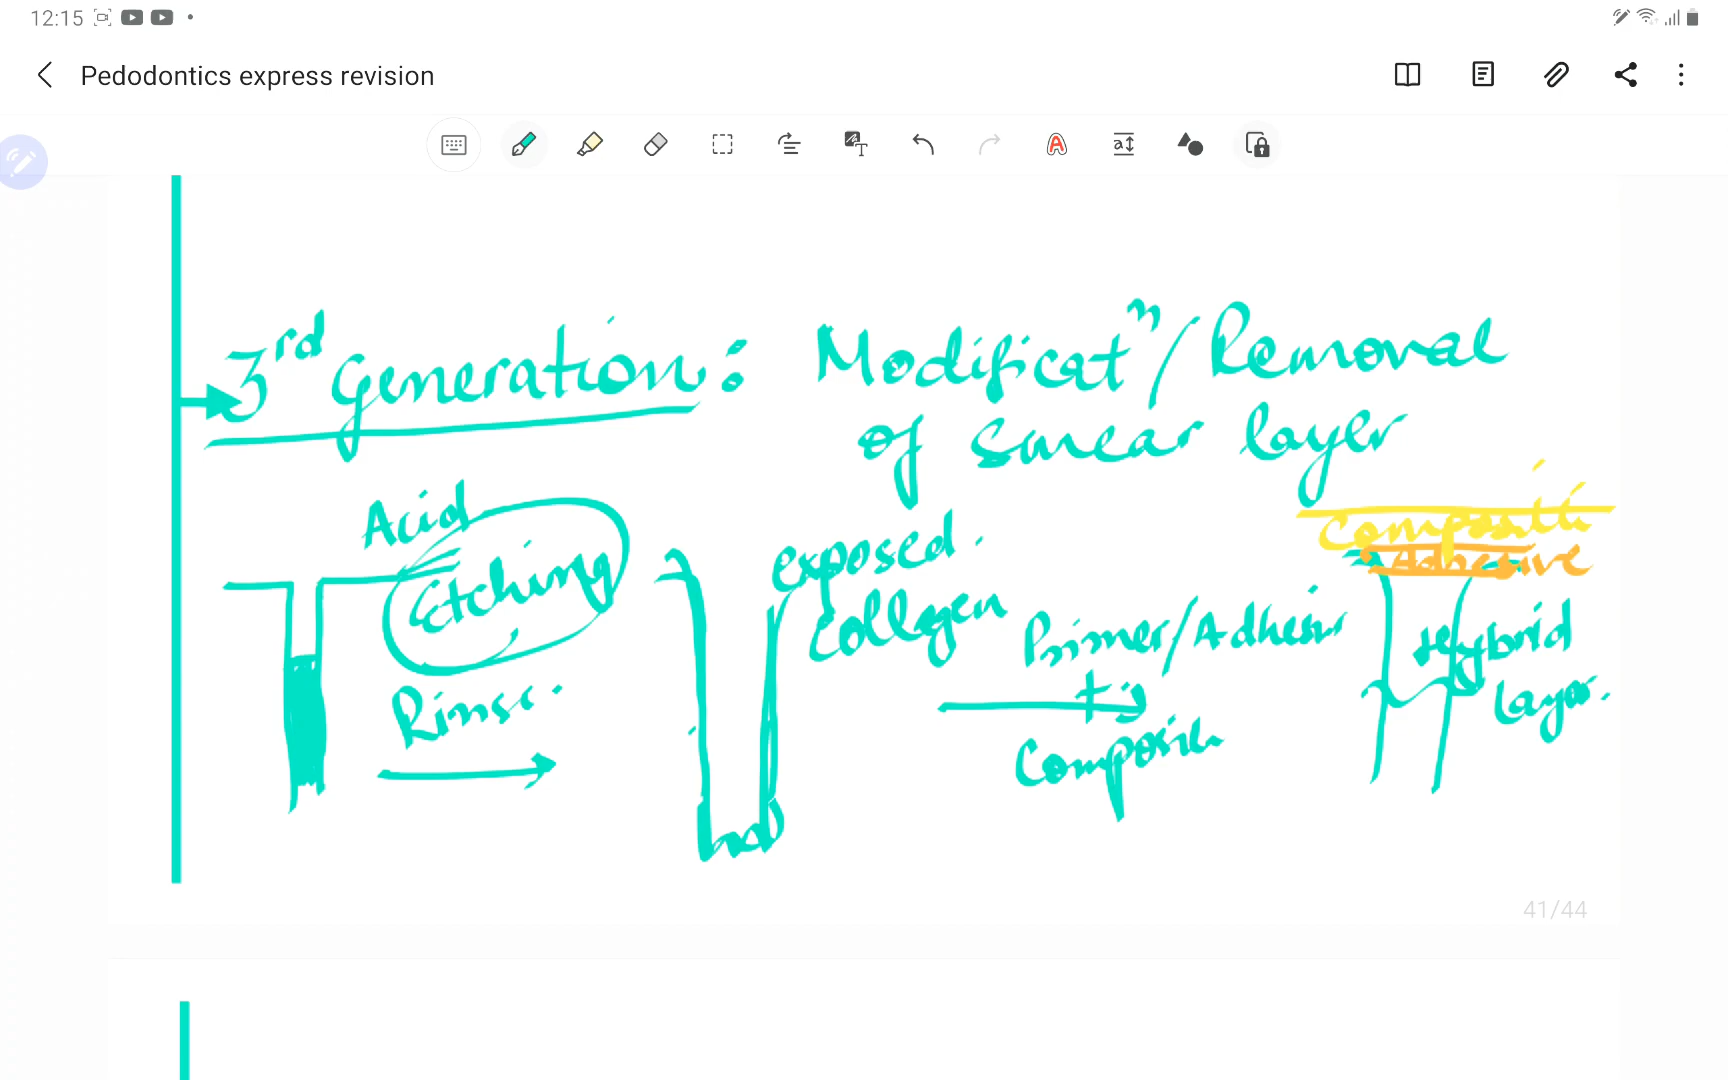 12:15
Pedodontics express revision
3rd Generation: Modificatn/Removal
of smear layer
Acid
Etching
Rinse.
exposed.
Collgen
Primer/Adhesive
+
Composite
Composite
Adhesive
Hybrid
Layer.
41/44